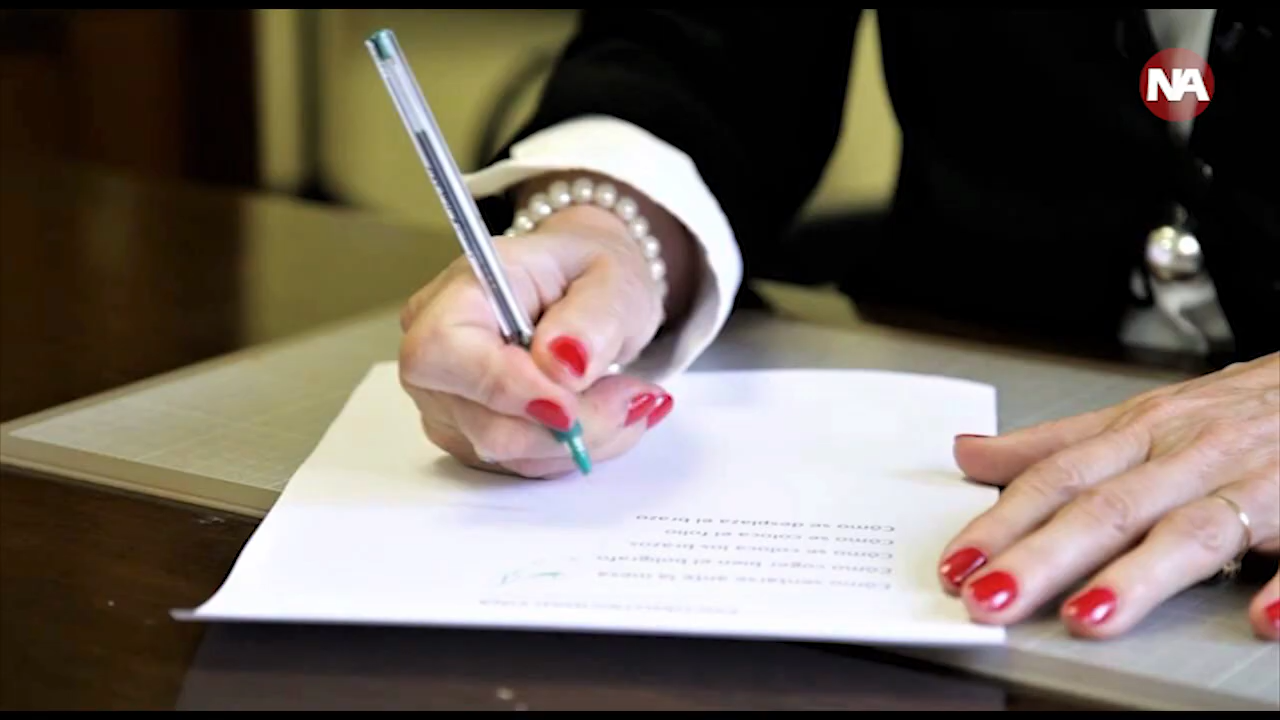 NA
Cómo sentarse ante la mesa
Cómo coger bien el bolígrafo
Cómo se coloca los brazos
Cómo se coloca el folio
Cómo se desplaza el brazo